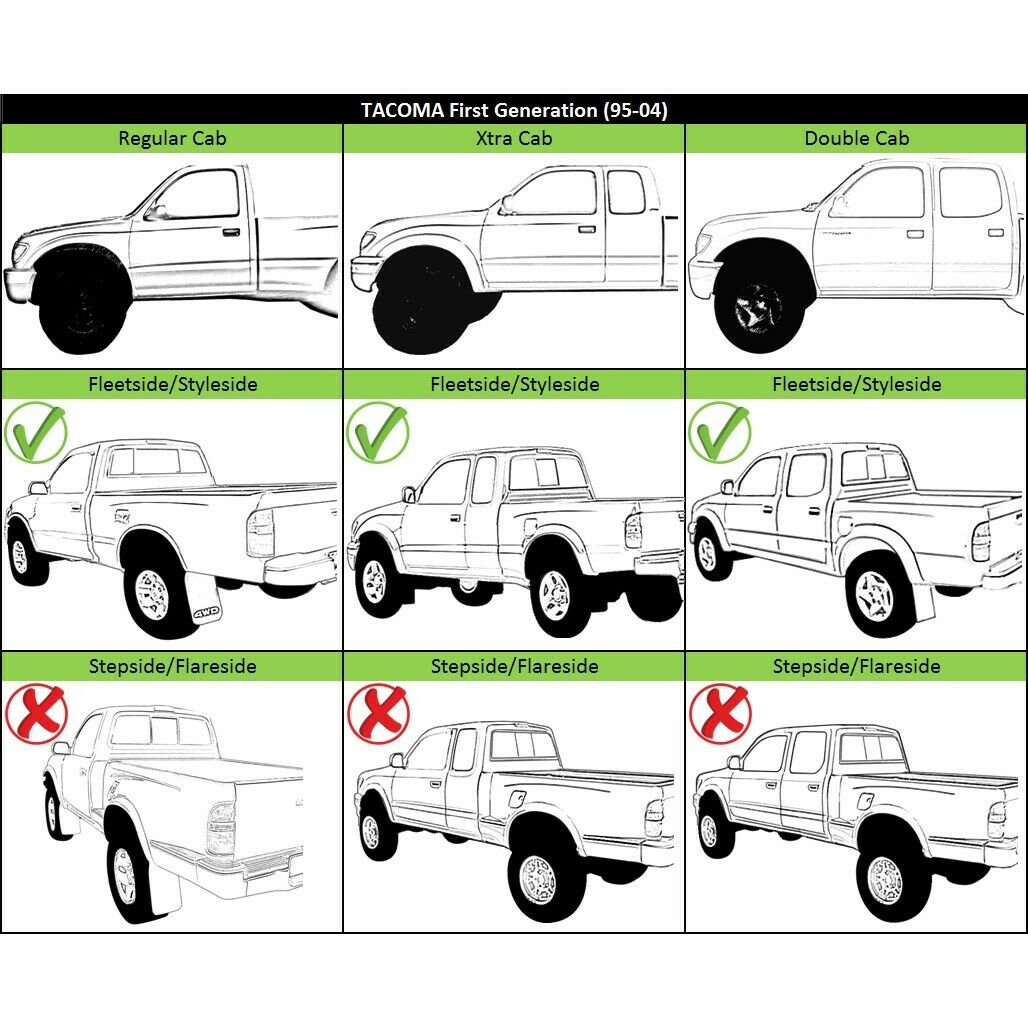 TACOMA First Generation (95-04)
Regular Cab
Xtra Cab
Double Cab
Fleetside/Styleside
Fleetside/Styleside
Fleetside/Styleside
4WD
Stepside/Flareside
Stepside/Flareside
Stepside/Flareside